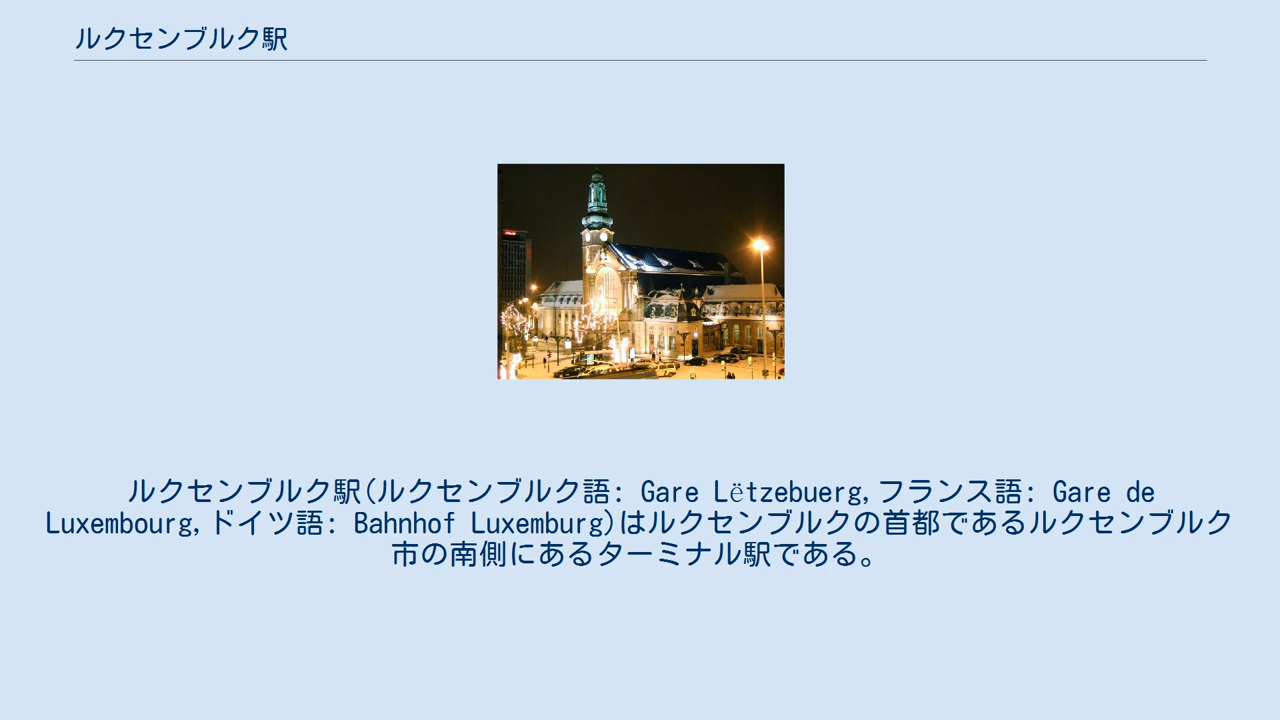 ルクセンブルク駅
ルクセンブルク駅(ルクセンブルク語: Gare Lëtzebuerg,フランス語: Gare de
Luxembourg,ドイツ語: Bahnhof Luxemburg)はルクセンブルクの首都であるルクセンブルク
市の南側にあるターミナル駅である。